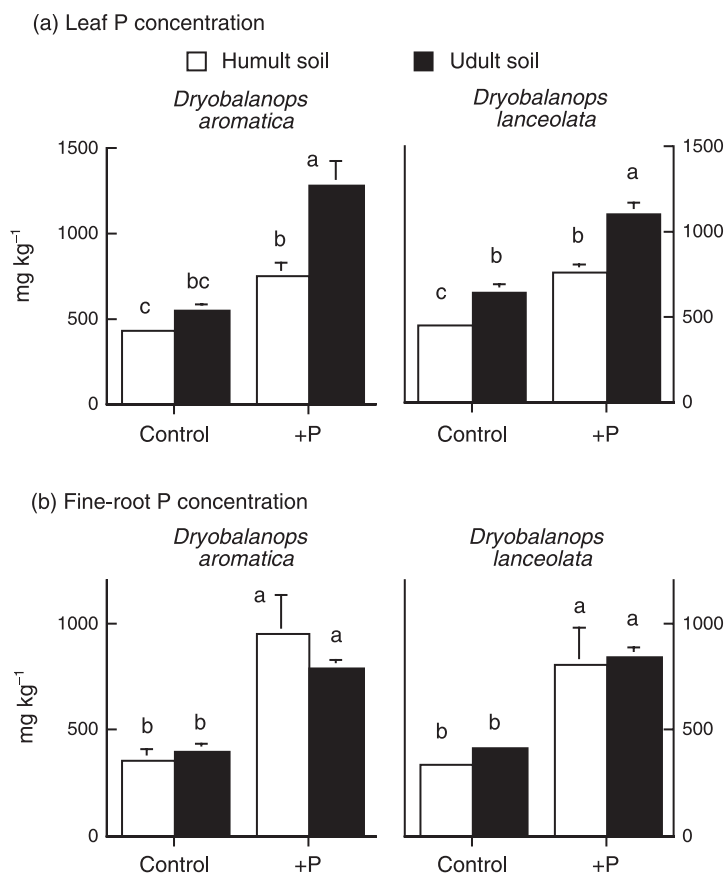 (a) Leaf P concentration
Humult soil Udult soil
Dryobalanops
aromatica
Dryobalanops
lanceolata
mg kg⁻¹
1500
1000
500
0
c bc b a
c b b a
1500
1000
500
0
Control +P
Control +P
(b) Fine-root P concentration
Dryobalanops
aromatica
Dryobalanops
lanceolata
mg kg⁻¹
1000
500
0
b b a a
b b a a
1000
500
0
Control +P
Control +P